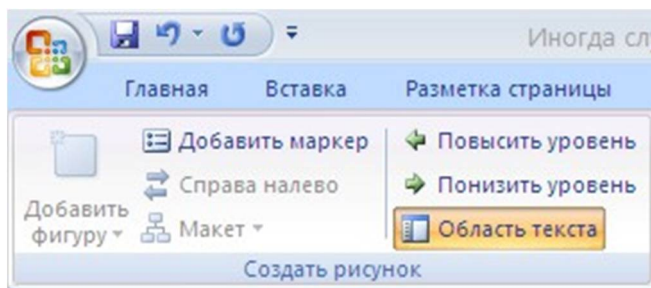 Иногда
Главная Вставка Разметка страницы
Добавить фигуру
Добавить маркер
Справа налево
Макет
Повысить уровень
Понизить уровень
Область текста
Создать рисунок